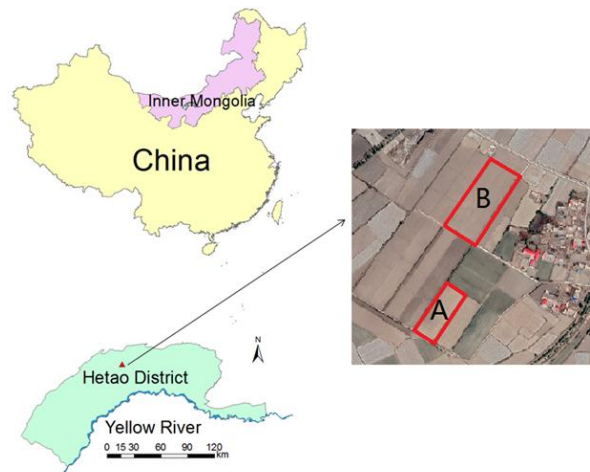 Inner Mongolia
China
B
A
N
Hetao District
Yellow River
0 15 30 60 90 120
km